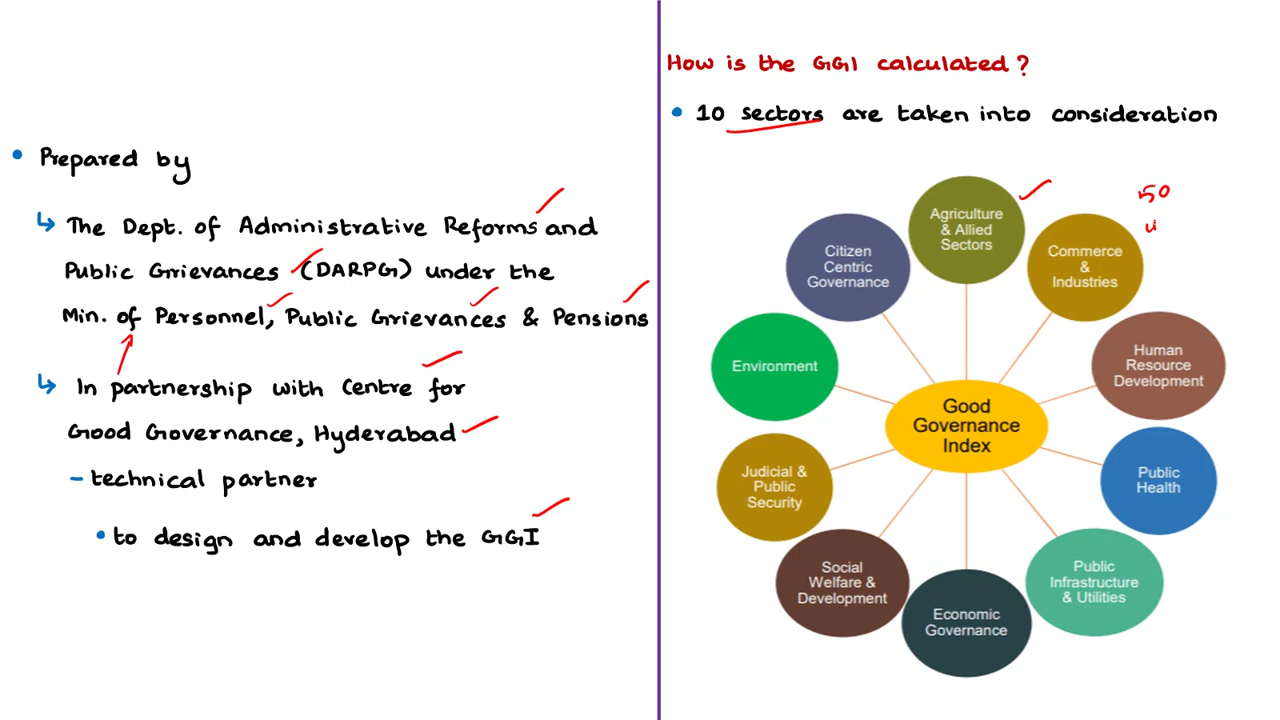 Prepared by
The Dept. of Administrative Reforms and
Public Grievances (DARPG) under the
Min. of Personnel, Public Grievances & Pensions
In partnership with Centre for
Good Governance, Hyderabad
- technical partner
to design and develop the GGI
How is the GGI calculated?
10 sectors are taken into consideration
50
Agriculture
& Allied
Sectors
Commerce
&
Industries
Human
Resource
Development
Public
Health
Public
Infrastructure
& Utilities
Economic
Governance
Social
Welfare &
Development
Judicial &
Public
Security
Environment
Citizen
Centric
Governance
Good
Governance
Index